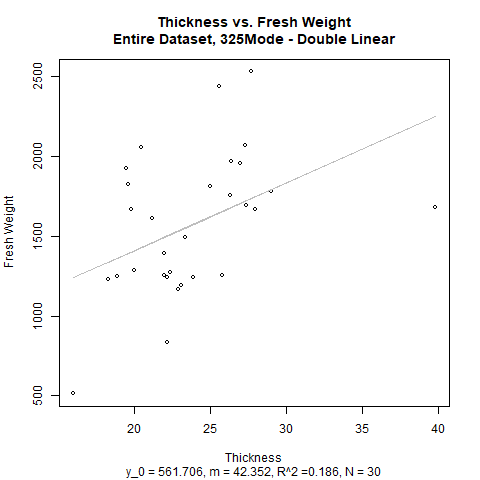 Thickness vs. Fresh Weight
Entire Dataset, 325Mode - Double Linear
2500
2000
1500
1000
500
Fresh Weight
20 25 30 35 40
Thickness
y_0 = 561.706, m = 42.352, R^2 =0.186, N = 30